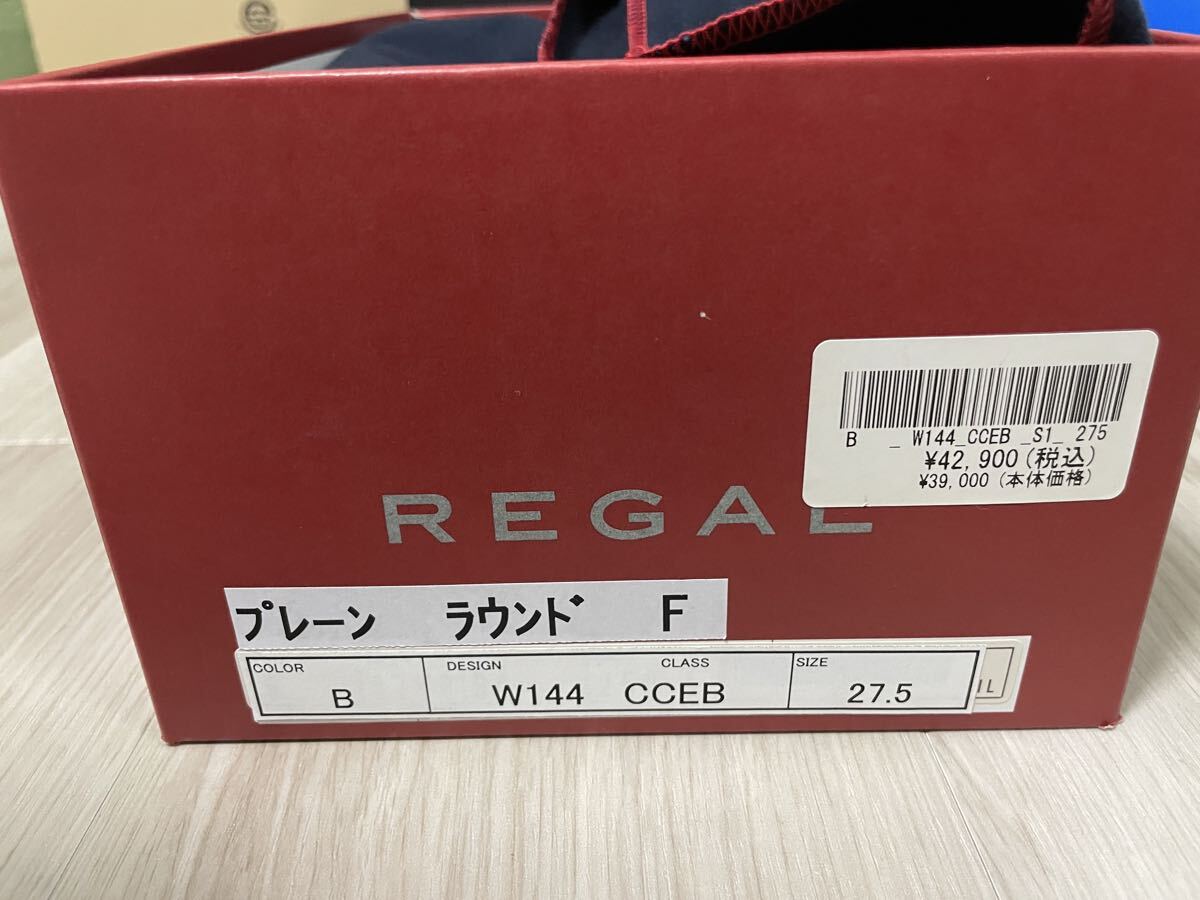 B _ W144_CCEB _S1_ 275
¥42,900(税込)
¥39,000 (本体価格)
REGAL
プレーン ラウンド F
COLOR DESIGN CLASS SIZE
B W144 CCEB 27.5
IL